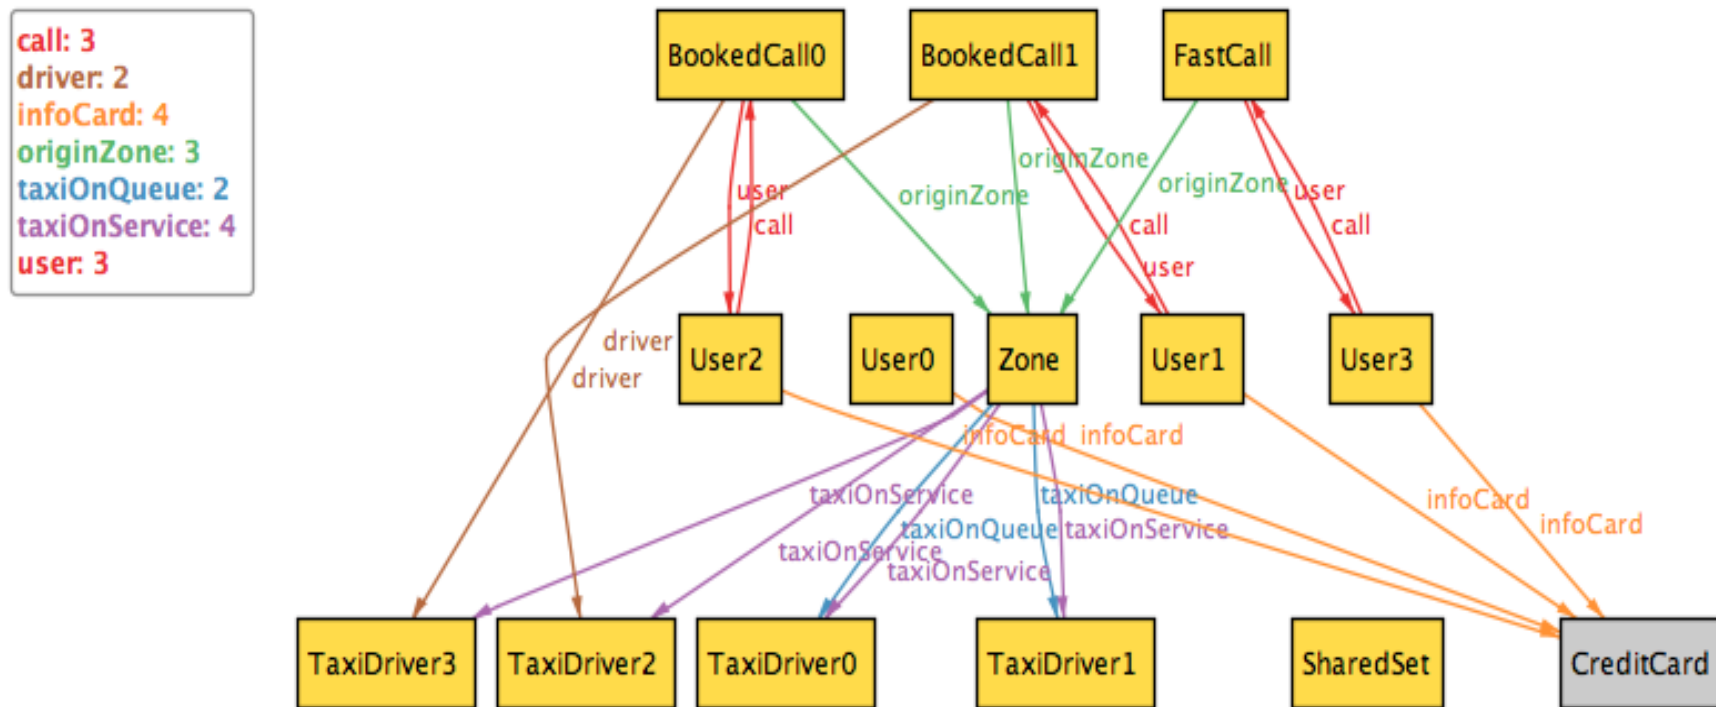 call: 3
driver: 2
infoCard: 4
originZone: 3
taxiOnQueue: 2
taxiOnService: 4
user: 3
BookedCall0
BookedCall1
FastCall
originZone
user
originZone
originZone
user
call
call
call
user
driver
driver
User2
User0
Zone
User1
User3
infoCard
infoCard
taxiOnService
taxiOnQueue
infoCard
taxiOnQueue
taxiOnService
infoCard
taxiOnService
taxiOnService
TaxiDriver3
TaxiDriver2
TaxiDriver0
TaxiDriver1
SharedSet
CreditCard